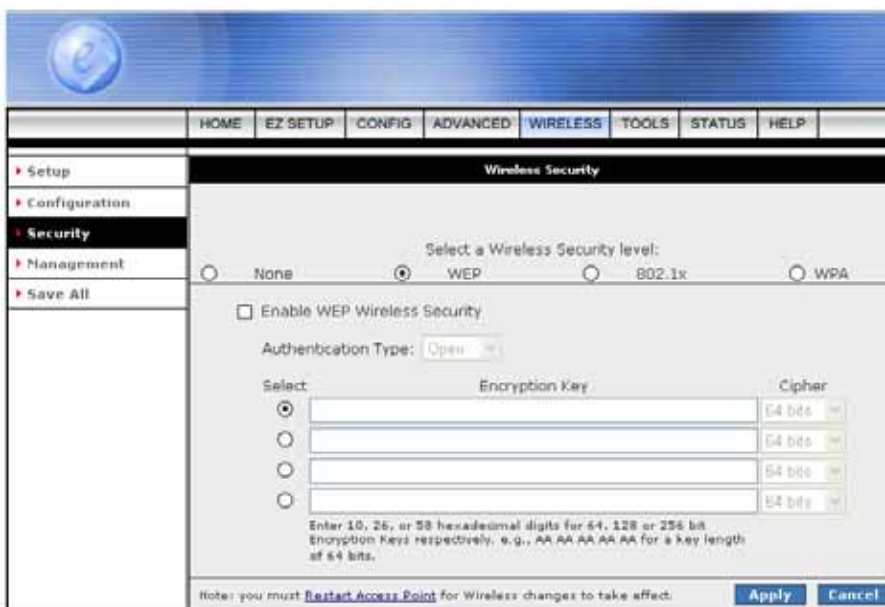 e
HOME EZ SETUP CONFIG ADVANCED WIRELESS TOOLS STATUS HELP
Setup
Configuration
Security
Management
Save All
Wireless Security
Select a Wireless Security level:
None WEP 802.1x WPA
Enable WEP Wireless Security
Authentication Type: Open
Select Encryption Key Cipher
64 bits
64 bits
64 bits
64 bits
Enter 10, 26, or 58 hexadecimal digits for 64, 128 or 256 bit
Encryption Keys respectively. e.g., AA AA AA AA AA for a key length
of 64 bits.
Note: you must Restart Access Point for Wireless changes to take effect.
Apply Cancel